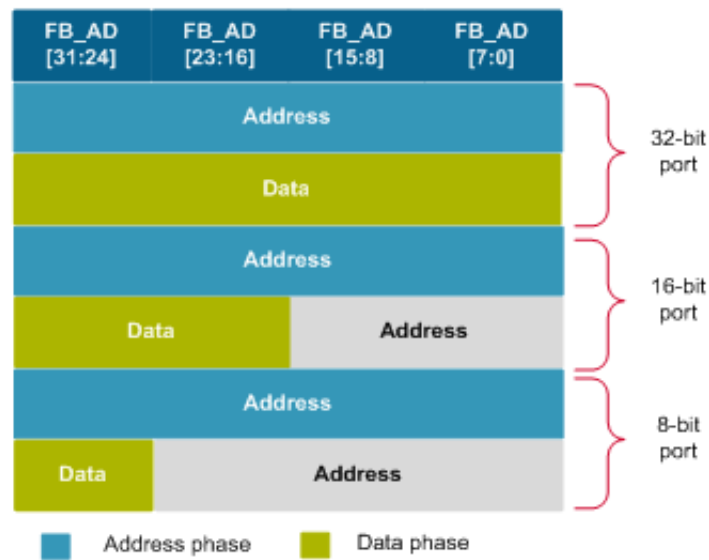 FB_AD FB_AD FB_AD FB_AD
[31:24] [23:16] [15:8] [7:0]
Address
32-bit
port
Data
Address
16-bit
port
Data Address
Address
8-bit
port
Data Address
Address phase Data phase